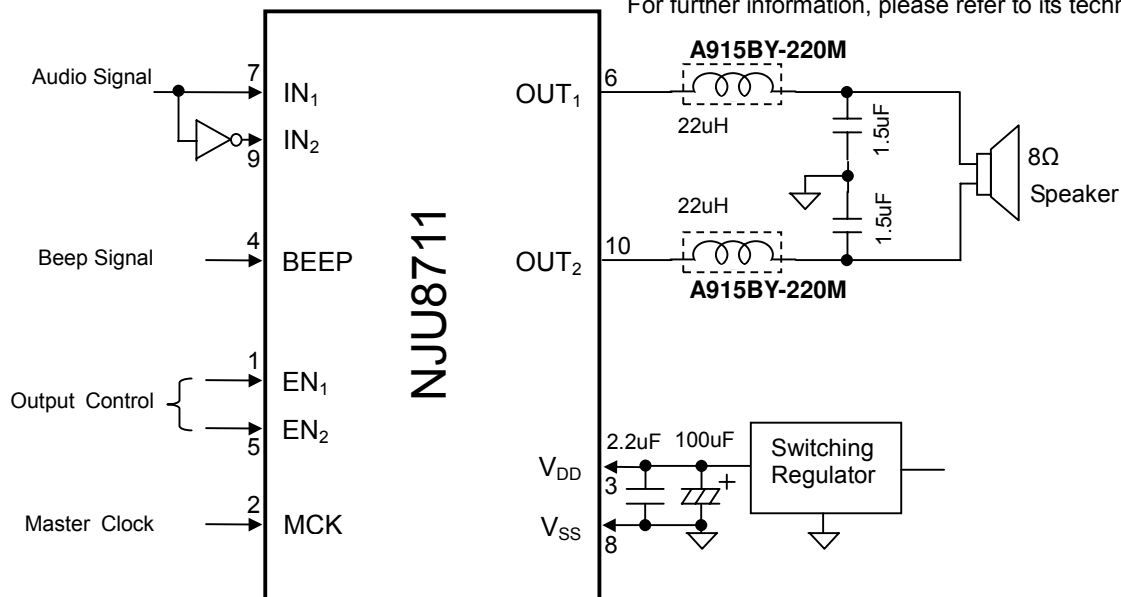 For further information, please refer to its techn
A915BY-220M
Audio Signal
7
IN1
9
IN2
OUT1
6
22uH
1.5uF
8Ω
Speaker
22uH
1.5uF
Beep Signal
4
BEEP
OUT2
10
A915BY-220M
NJU8711
Output Control
1
EN1
EN2
5
2.2uF
100uF
Switching
Regulator
VDD
3
+
Master Clock
2
MCK
VSS
8